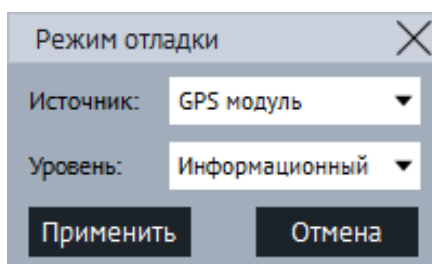 Режим отладки
Источник: GPS модуль
Уровень: Информационный
Применить Отмена